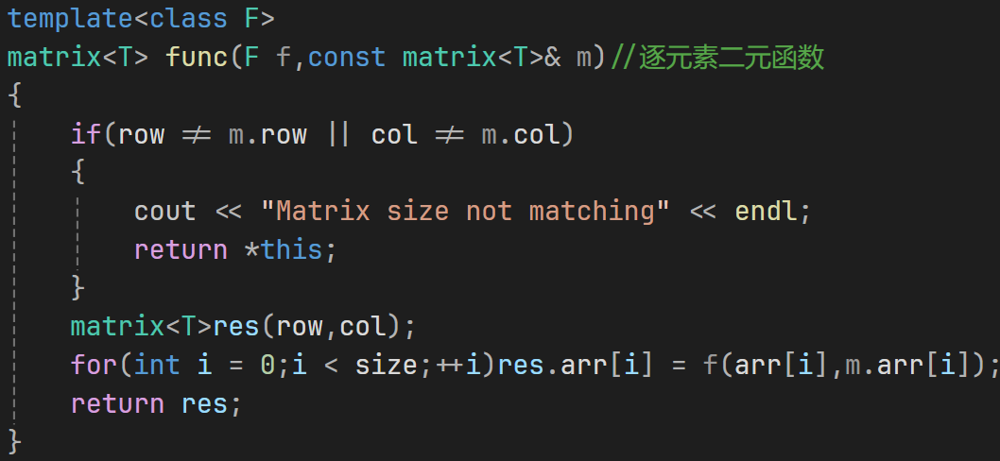 template<class F>
matrix<T> func(F f,const matrix<T>& m)//逐元素二元函数
{
    if(row != m.row || col != m.col)
    {
        cout << "Matrix size not matching" << endl;
        return *this;
    }
    matrix<T>res(row,col);
    for(int i = 0;i < size;++i)res.arr[i] = f(arr[i],m.arr[i]);
    return res;
}